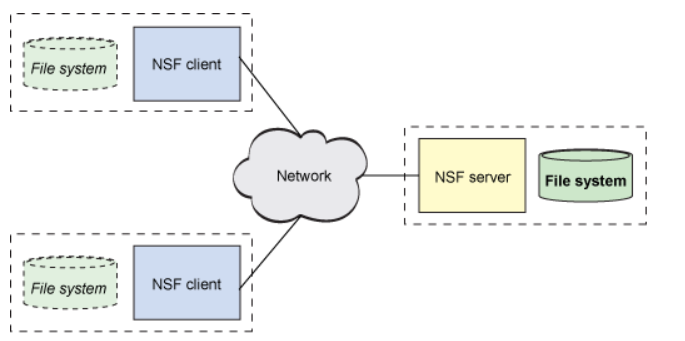 File system
NSF client
Network
NSF server
File system
File system
NSF client